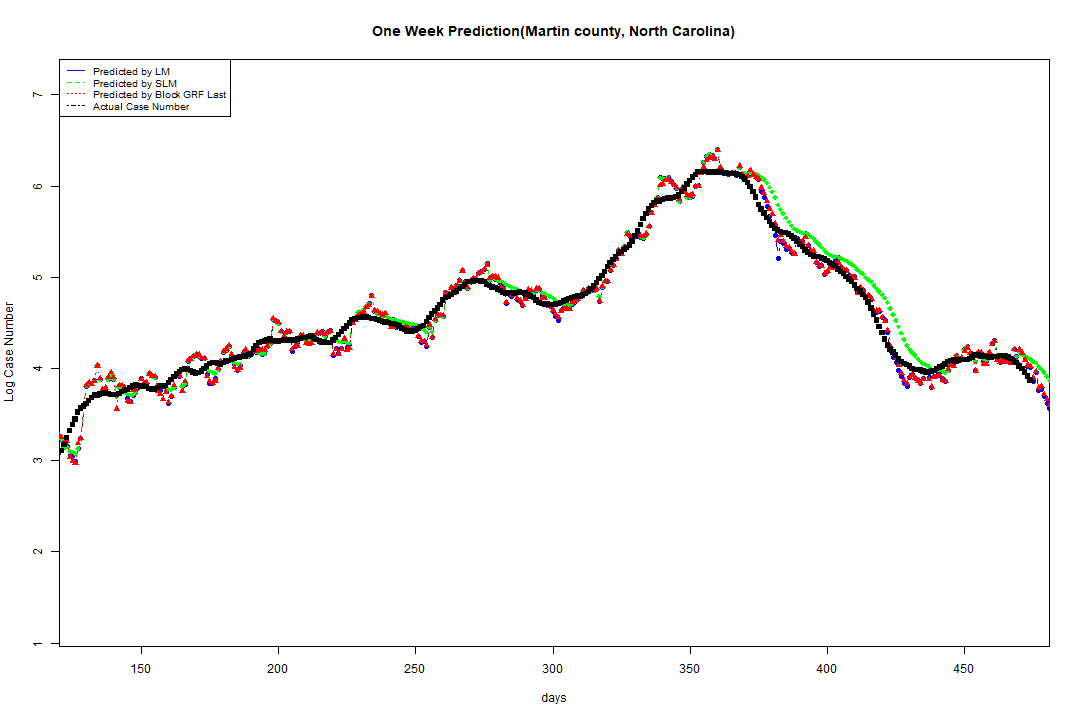 One Week Prediction(Martin county, North Carolina)
Predicted by LM
Predicted by SLM
Predicted by Block GRF Last
Actual Case Number
7
6
5
4
3
2
1
Log Case Number
150 200 250 300 350 400 450
days